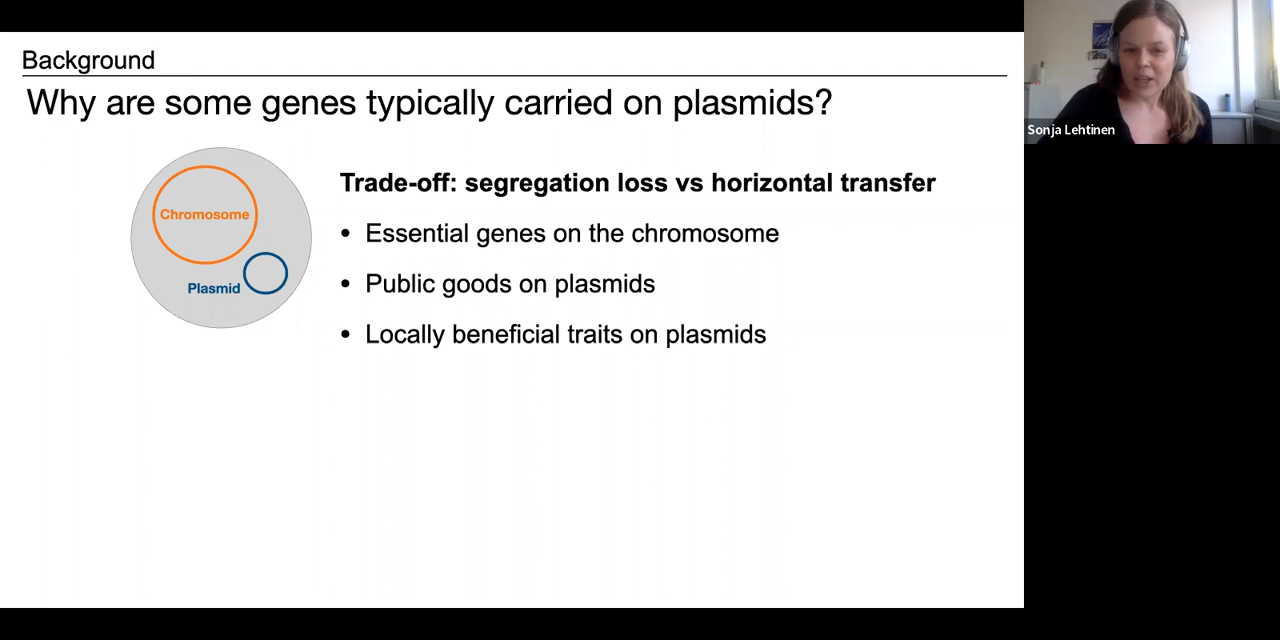 Background
Why are some genes typically carried on plasmids?
Chromosome
Plasmid
Trade-off: segregation loss vs horizontal transfer
• Essential genes on the chromosome
• Public goods on plasmids
• Locally beneficial traits on plasmids
Sonja Lehtinen